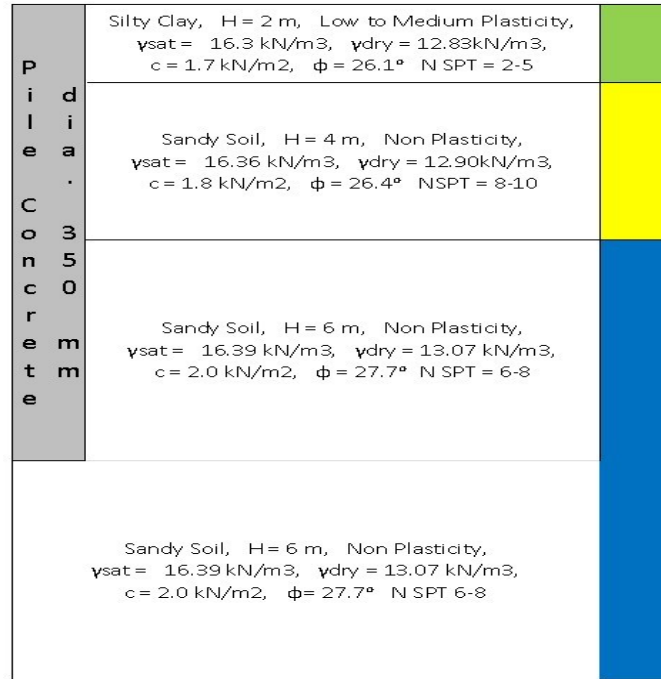 Pile Concrete
dia. 350 mm
Silty Clay, H = 2 m, Low to Medium Plasticity,
γsat = 16.3 kN/m3, γdry = 12.83kN/m3,
c = 1.7 kN/m2, ϕ = 26.1° N SPT = 2-5
Sandy Soil, H = 4 m, Non Plasticity,
γsat = 16.36 kN/m3, γdry = 12.90kN/m3,
c = 1.8 kN/m2, ϕ = 26.4° NSPT = 8-10
Sandy Soil, H = 6 m, Non Plasticity,
γsat = 16.39 kN/m3, γdry = 13.07 kN/m3,
c = 2.0 kN/m2, ϕ = 27.7° N SPT = 6-8
Sandy Soil, H = 6 m, Non Plasticity,
γsat = 16.39 kN/m3, γdry = 13.07 kN/m3,
c = 2.0 kN/m2, ϕ= 27.7° N SPT 6-8